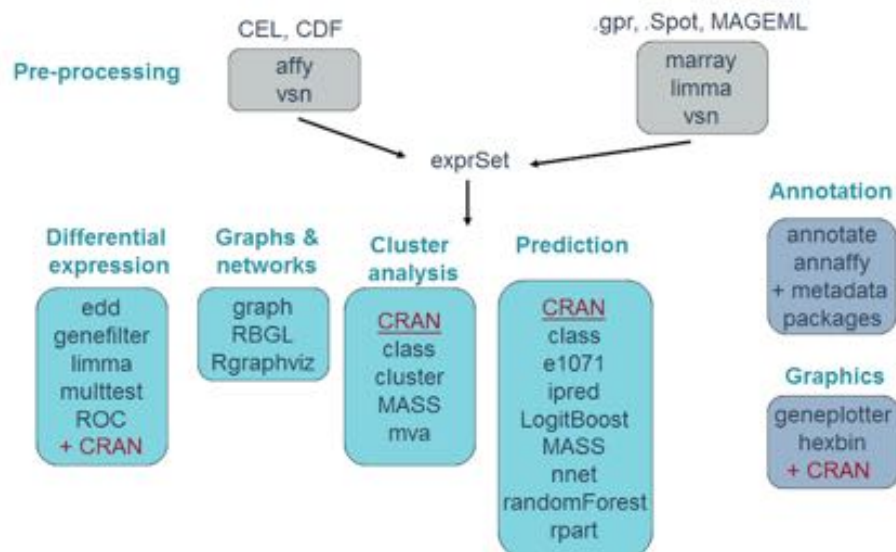 CEL, CDF
.gpr, .Spot, MAGEML
Pre-processing
affy
vsn
marray
limma
vsn
exprSet
Differential
expression
edd
genefilter
limma
multtest
ROC
+ CRAN
Graphs &
networks
graph
RBGL
Rgraphviz
Cluster
analysis
CRAN
class
cluster
MASS
mva
Prediction
CRAN
class
e1071
ipred
LogitBoost
MASS
nnet
randomForest
rpart
Annotation
annotate
annaffy
+ metadata
packages
Graphics
geneplotter
hexbin
+ CRAN